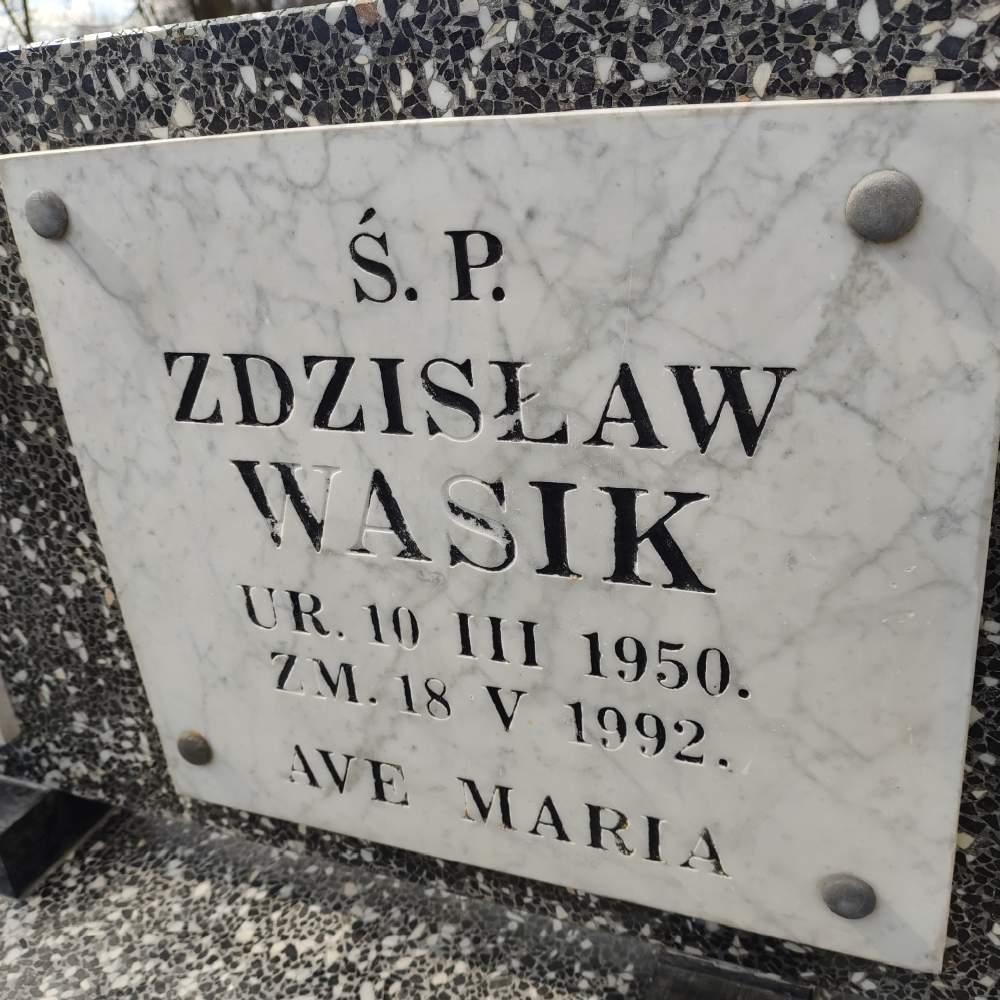 Ś. P.
ZDZISŁAW
WASIK
UR. 10 III 1950.
ZM. 18 V 1992.
AVE MARIA